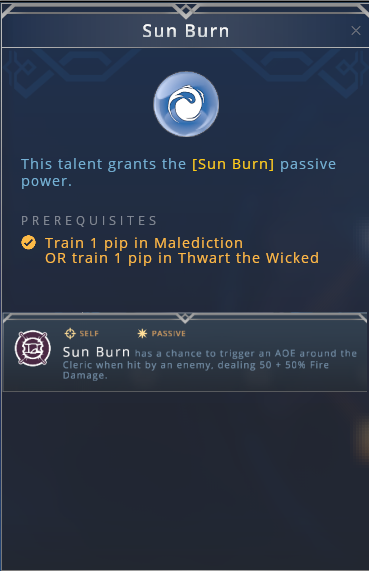 Sun Burn
This talent grants the [Sun Burn] passive
power.
PREREQUISITES
Train 1 pip in Malediction
OR train 1 pip in Thwart the Wicked
SELF PASSIVE
Sun Burn has a chance to trigger an AOE around the
Cleric when hit by an enemy, dealing 50 + 50% Fire
Damage.